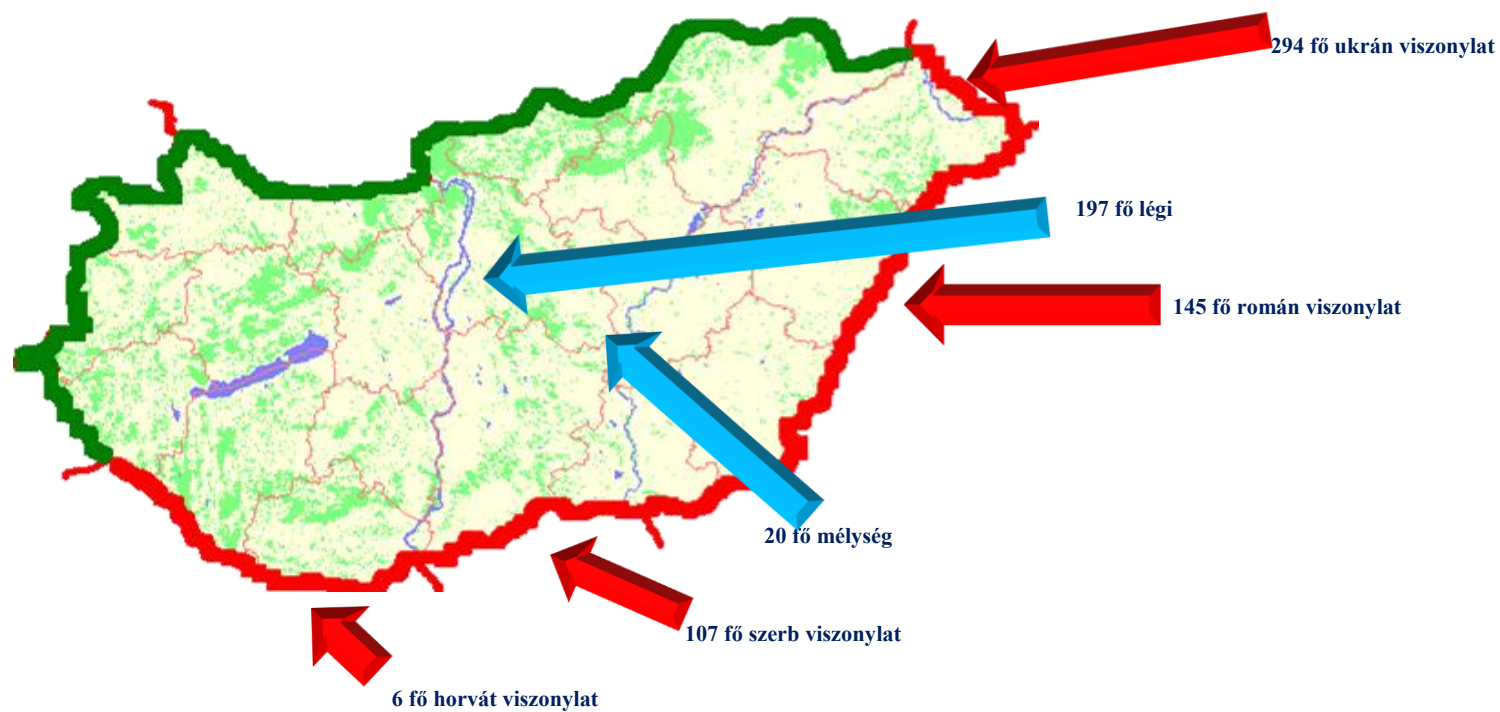 294 fő ukrán viszonylat
197 fő légi
145 fő román viszonylat
20 fő mélység
107 fő szerb viszonylat
6 fő horvát viszonylat